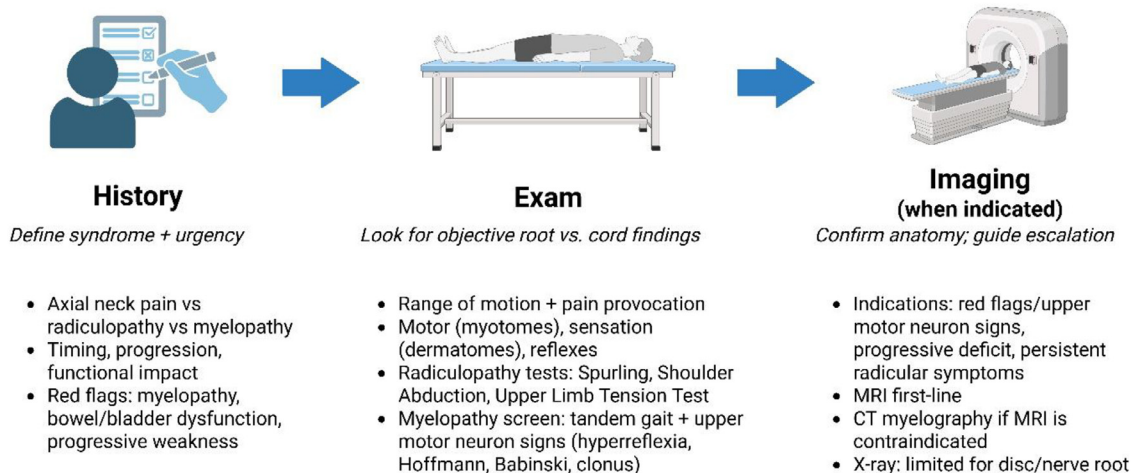 History
Define syndrome + urgency
• Axial neck pain vs
radiculopathy vs myelopathy
• Timing, progression,
functional impact
• Red flags: myelopathy,
bowel/bladder dysfunction,
progressive weakness
Exam
Look for objective root vs. cord findings
• Range of motion + pain provocation
• Motor (myotomes), sensation
(dermatomes), reflexes
• Radiculopathy tests: Spurling, Shoulder
Abduction, Upper Limb Tension Test
• Myelopathy screen: tandem gait + upper
motor neuron signs (hyperreflexia,
Hoffmann, Babinski, clonus)
Imaging
(when indicated)
Confirm anatomy; guide escalation
• Indications: red flags/upper
motor neuron signs,
progressive deficit, persistent
radicular symptoms
• MRI first-line
• CT myelography if MRI is
contraindicated
• X-ray: limited for disc/nerve root